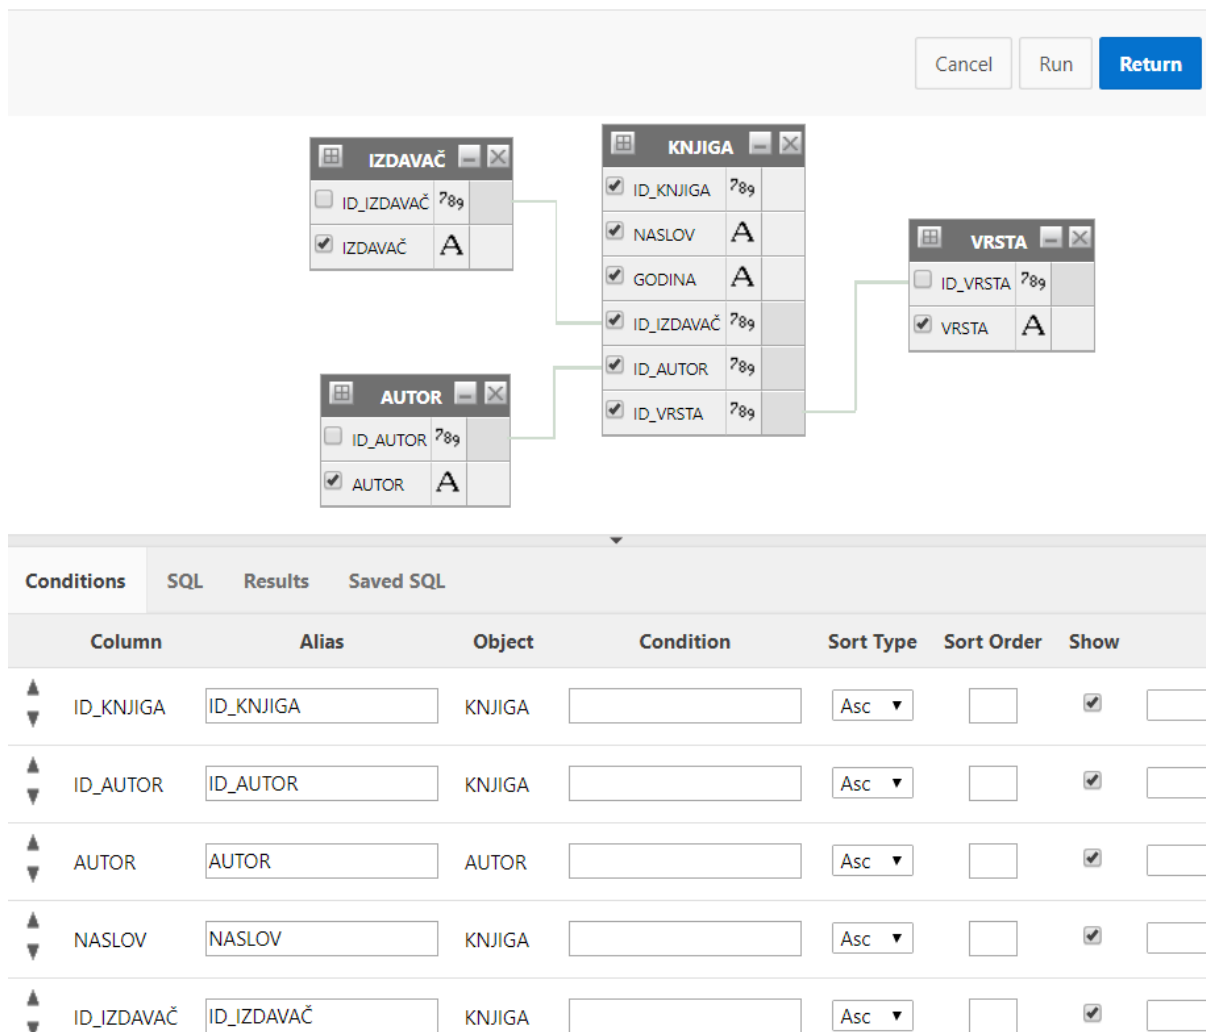 Cancel Run Return
IZDAVAČ
ID_IZDAVAČ 789
IZDAVAČ A
KNJIGA
ID_KNJIGA 789
NASLOV A
GODINA A
ID_IZDAVAČ 789
ID_AUTOR 789
ID_VRSTA 789
VRSTA
ID_VRSTA 789
VRSTA A
AUTOR
ID_AUTOR 789
AUTOR A
Conditions SQL Results Saved SQL
Column Alias Object Condition Sort Type Sort Order Show
ID_KNJIGA ID_KNJIGA KNJIGA Asc
ID_AUTOR ID_AUTOR KNJIGA Asc
AUTOR AUTOR AUTOR Asc
NASLOV NASLOV KNJIGA Asc
ID_IZDAVAČ ID_IZDAVAČ KNJIGA Asc